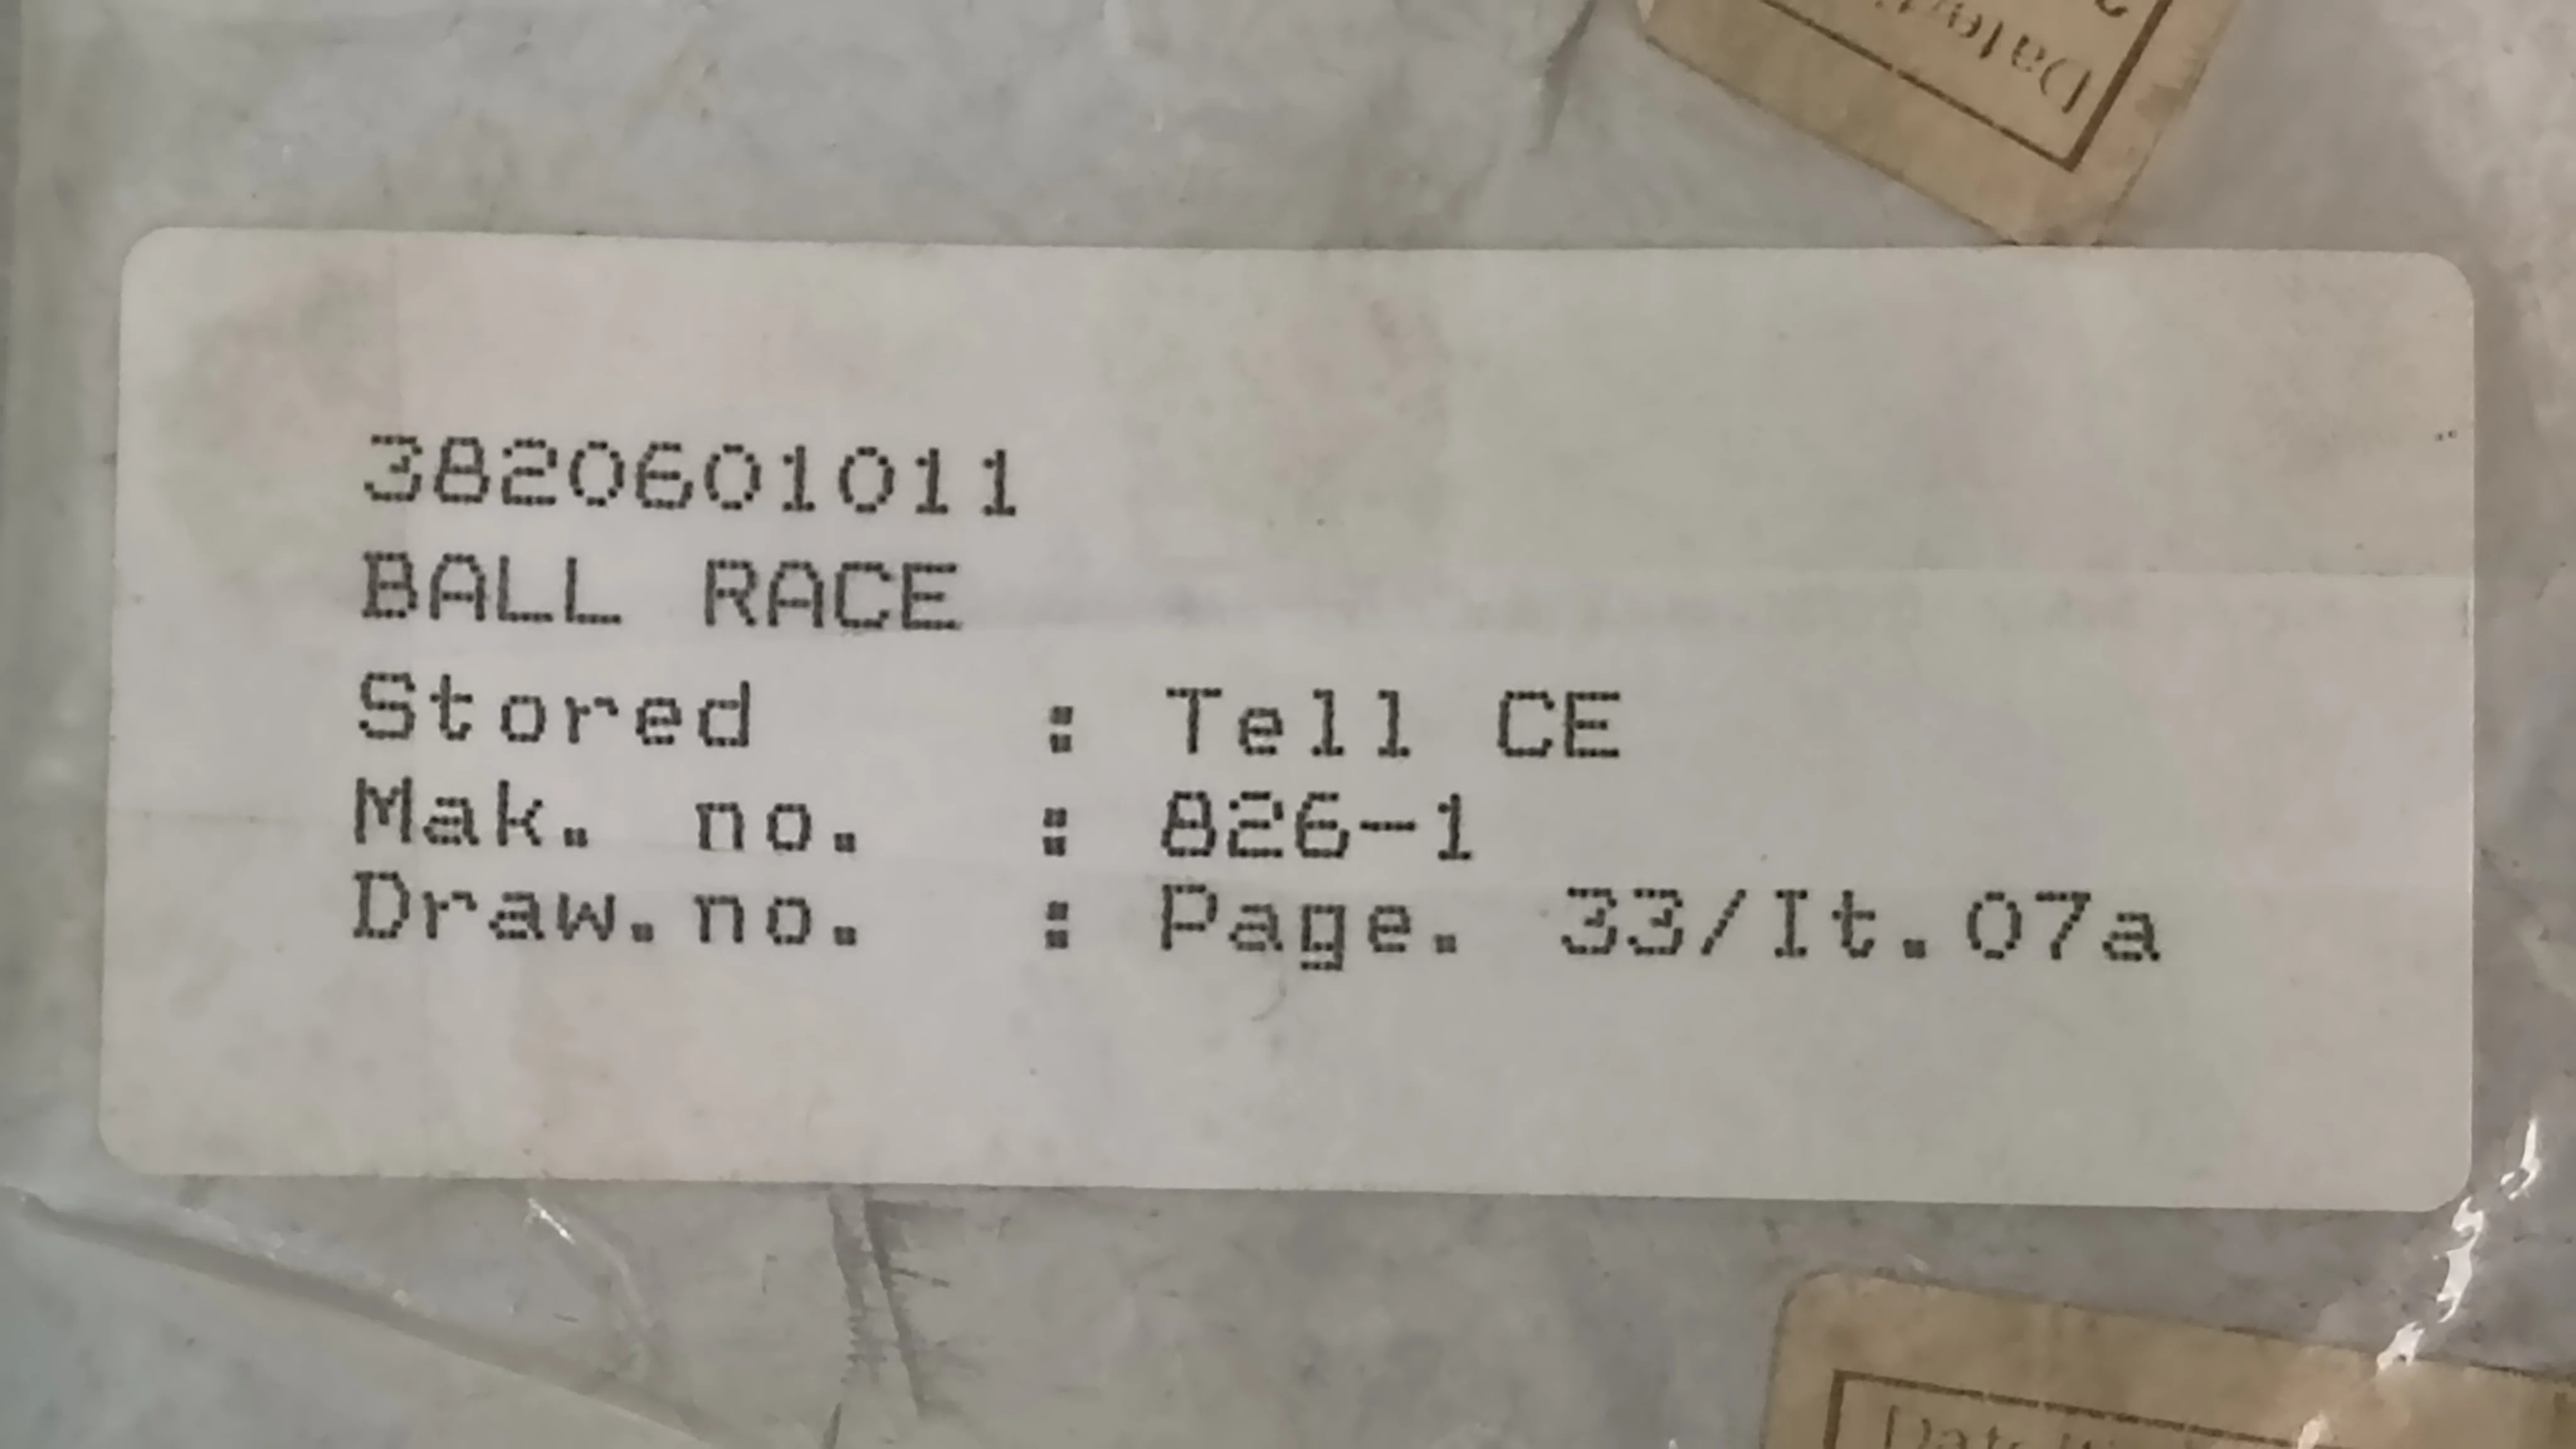 3820601011
BALL RACE
Stored : Tell CE
Mak. no. : 826-1
Draw.no. : Page. 33/It.07a